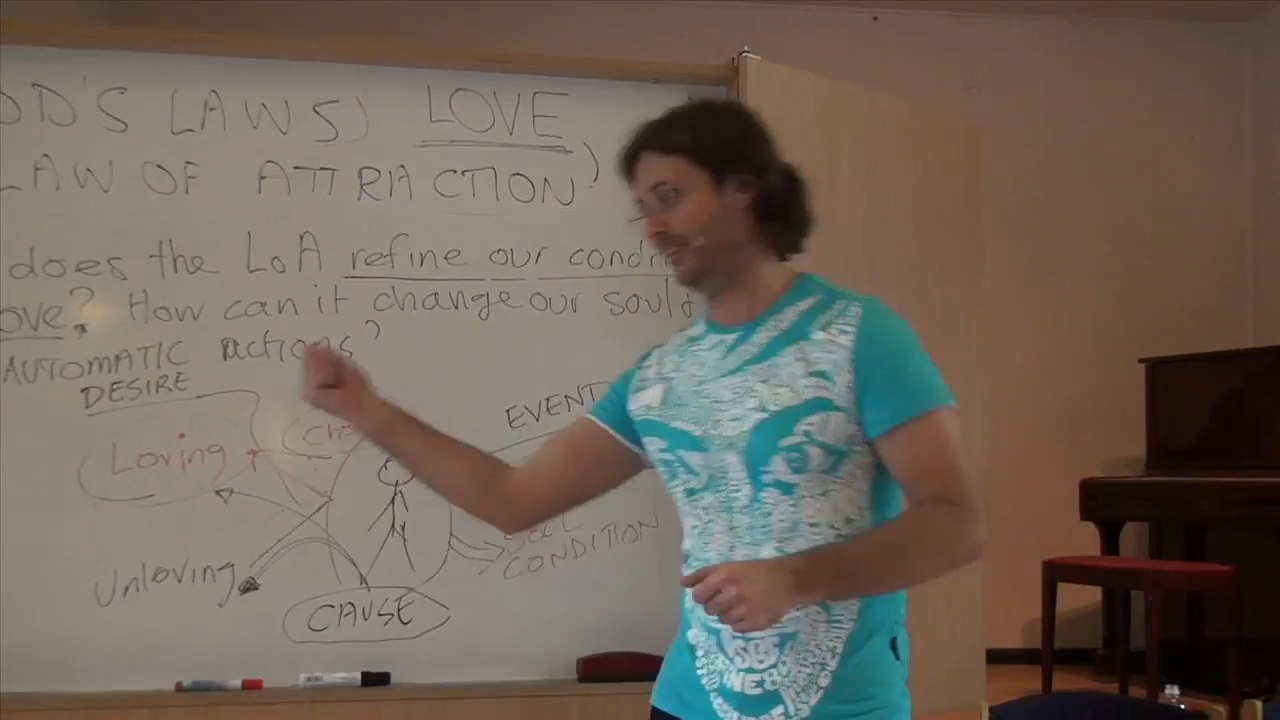 OD'S LAWS) LOVE
LAW OF ATTRACTION)
does the LOA refine our condi
ove? How can it change our soul's
AUTOMATIC actions?
DESIRE
EVENT
Loving
CONDITION
Unloving
CAUSE